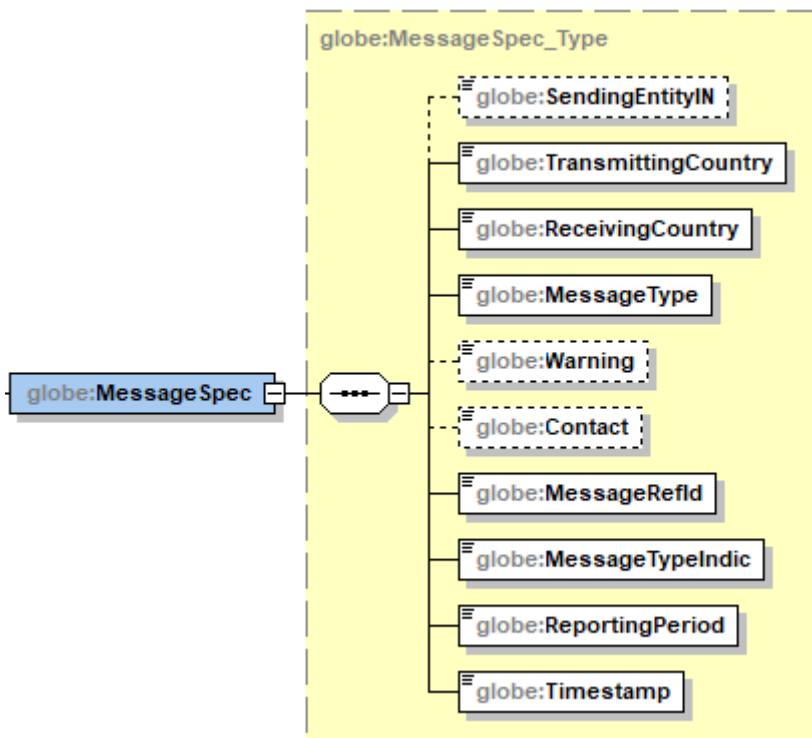 globe:MessageSpec_Type
globe:SendingEntityIN
globe:TransmittingCountry
globe:ReceivingCountry
globe:MessageType
globe:Warning
globe:MessageSpec
globe:Contact
globe:MessageRefId
globe:MessageTypeIndic
globe:ReportingPeriod
globe:Timestamp